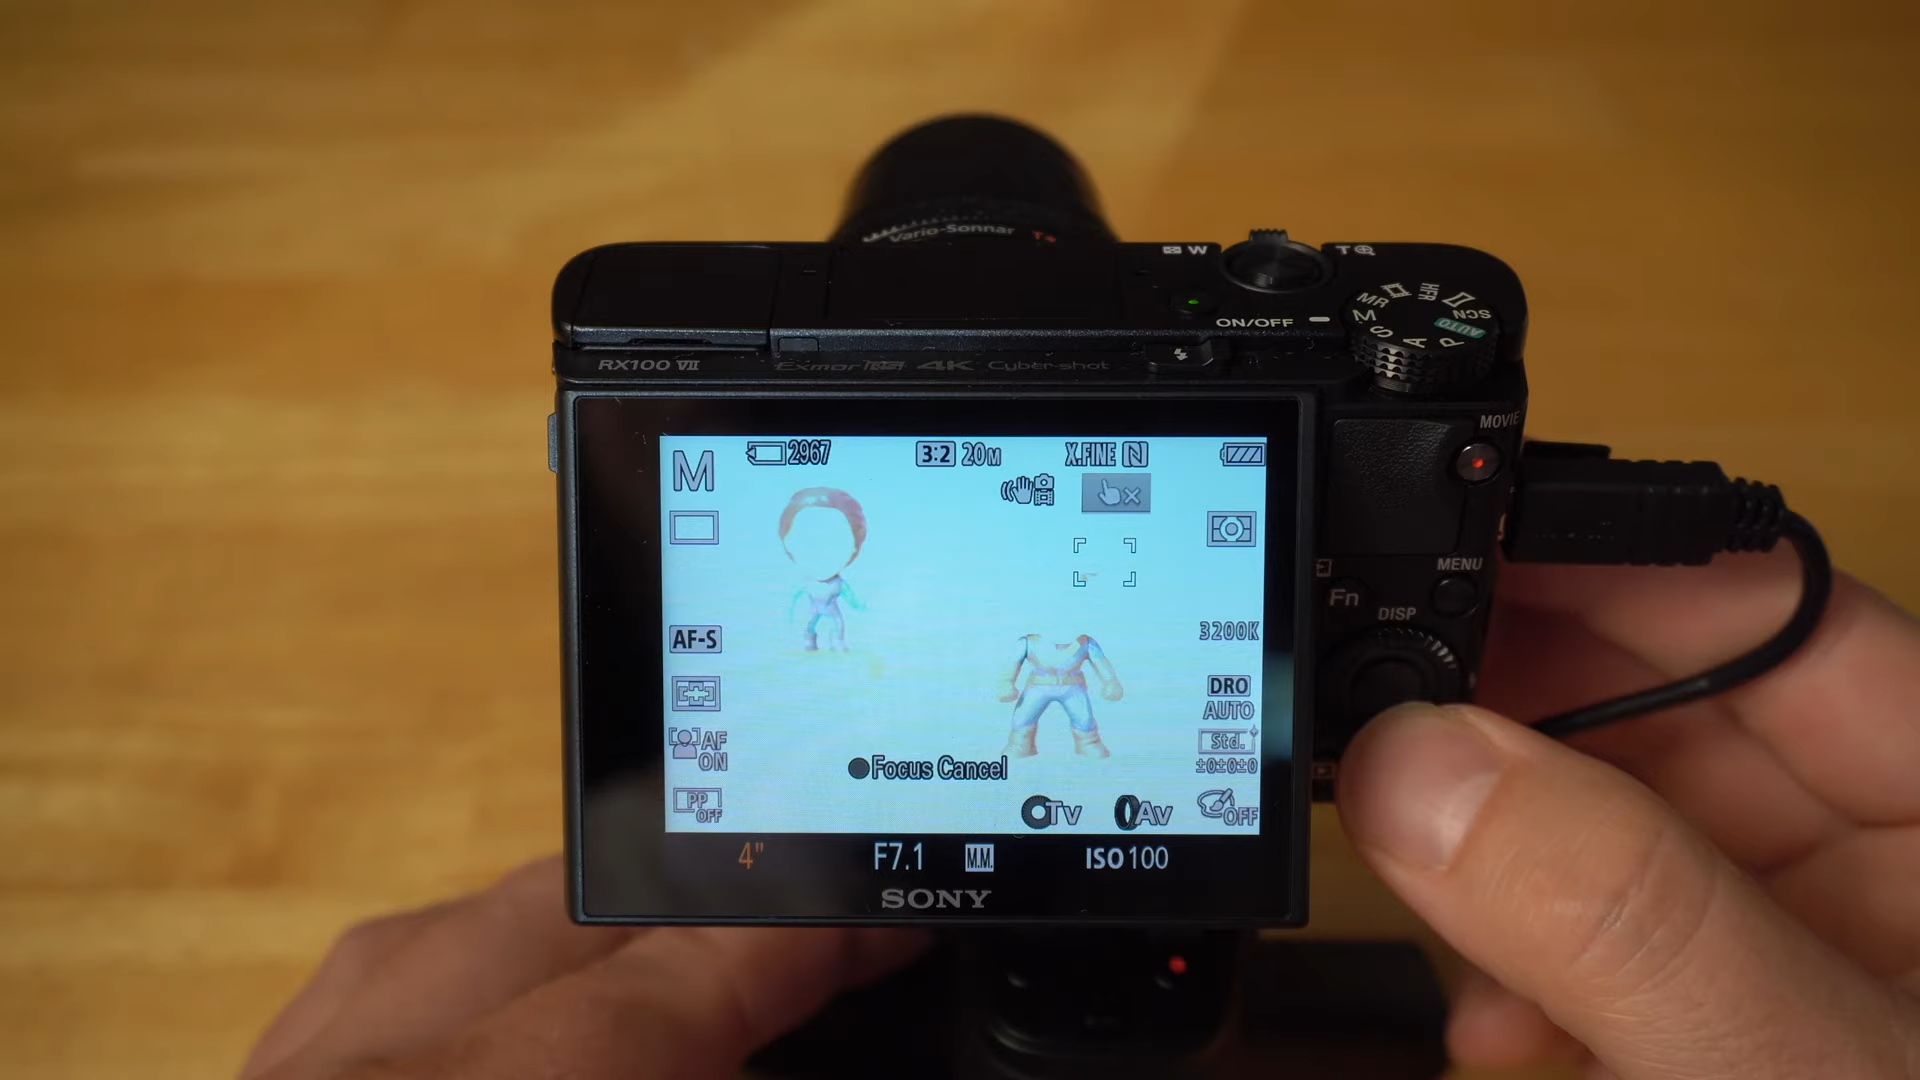 Vario-Sonnar T*
W T
ON/OFF
MR M S A P AUTO SCN HFR
RX100 VII Exmor RS 4K Cyber-shot
MOVIE
M 2967 3:2 20M X.FINE N
MENU
Fn
DISP
AF-S 3200K
DRO
AUTO
AF
ON
Std.
±0±0±0
Focus Cancel
PP
OFF
Tv Av OFF
4" F7.1 M.M. ISO 100
SONY